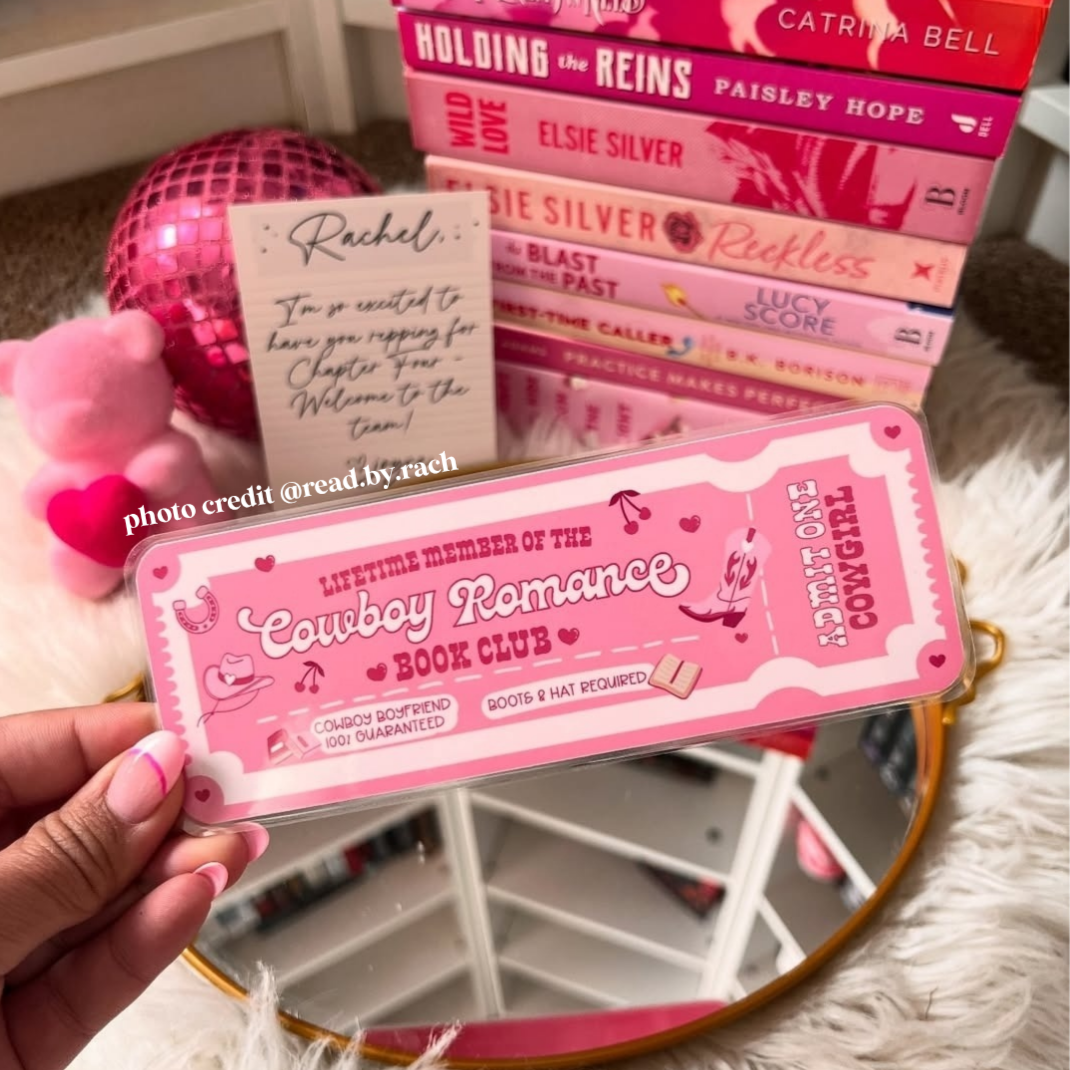 CATRINA BELL
HOLDING the REINS PAISLEY HOPE
DELL
WILD LOVE ELSIE SILVER B
ELSIE SILVER Reckless
BLAST FROM THE PAST LUCY SCORE B
FIRST-TIME CALLER B.K. BORISON
PRACTICE MAKES PERFECT
Rachel,
I'm so excited to
have you repping for
Chapter Four -
Welcome to the
team!
photo credit @read.by.rach
LIFETIME MEMBER OF THE
Cowboy Romance
BOOK CLUB
COWBOY BOYFRIEND
100% GUARANTEED
BOOTS & HAT REQUIRED
ADMIT ONE
COWGIRL